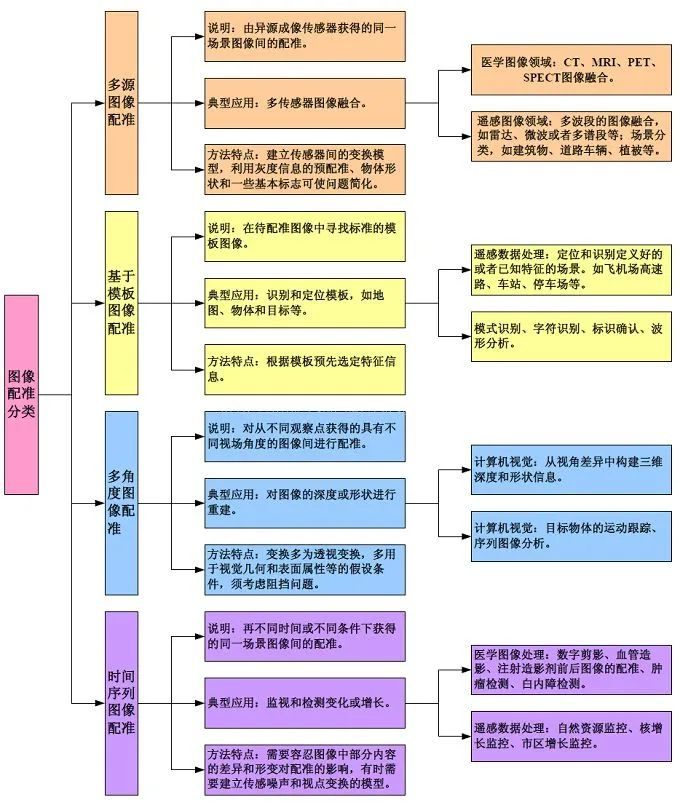 图像
配准
分类
多源
图像
配准
说明：由异源成像传感器获得的同一
场景图像间的配准。
典型应用：多传感器图像融合。
医学图像领域：CT、MRI、PET、
SPECT图像融合。
遥感图像领域：多波段的图像融合，
如雷达、微波或者多谱段等；场景分
类，如建筑物、道路车辆、植被等。
方法特点：建立传感器间的变换模
型，利用灰度信息的预配准、物体形
状和一些基本标志可使问题简化。
基于
模板
图像
配准
说明：在待配准图像中寻找标准的模
板图像。
典型应用：识别和定位模板，如地
图、物体和目标等。
遥感数据处理：定位和识别定义好的
或者已知特征的场景。如飞机场高速
路、车站、停车场等。
模式识别、字符识别、标识确认、波
形分析。
方法特点：根据模板预先选定特征信
息。
多角
度图
像配
准
说明：对从不同观察点获得的具有不
同视场角度的图像间进行配准。
典型应用：对图像的深度或形状进行
重建。
计算机视觉：从视角差异中构建三维
深度和形状信息。
计算机视觉：目标物体的运动跟踪、
序列图像分析。
方法特点：变换多为透视变换，多用
于视觉几何和表面属性等的假设条
件，须考虑阻挡问题。
时间
序列
图像
配准
说明：再不同时间或不同条件下获得
的同一场景图像间的配准。
典型应用：监视和检测变化或增长。
医学图像处理：数字剪影、血管造
影、注射造影剂前后图像的配准、肿
瘤检测、白内障检测。
遥感数据处理：自然资源监控、核增
长监控、市区增长监控。
方法特点：需要容忍图像中部分内容
的差异和形变对配准的影响，有时需
要建立传感噪声和视点变换的模型。